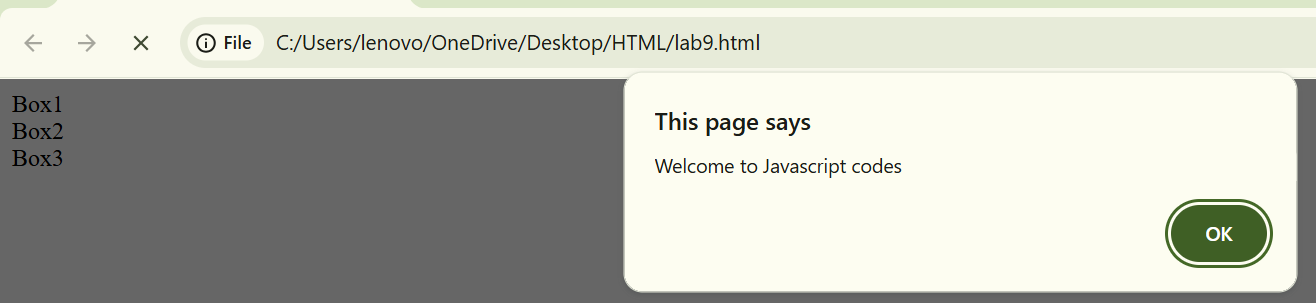 File C:/Users/lenovo/OneDrive/Desktop/HTML/lab9.html
Box1
Box2
Box3
This page says
Welcome to Javascript codes
OK